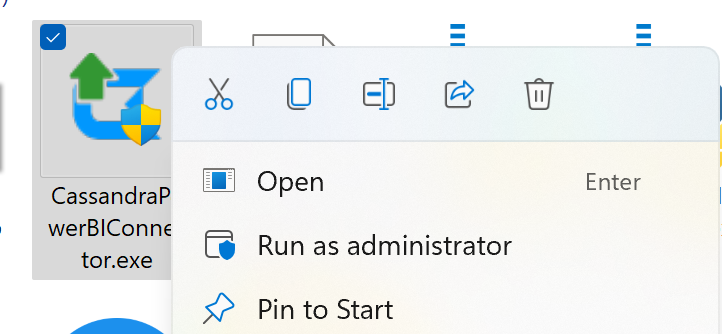 CassandraP
werBIConne
tor.exe
Open
Enter
Run as administrator
Pin to Start